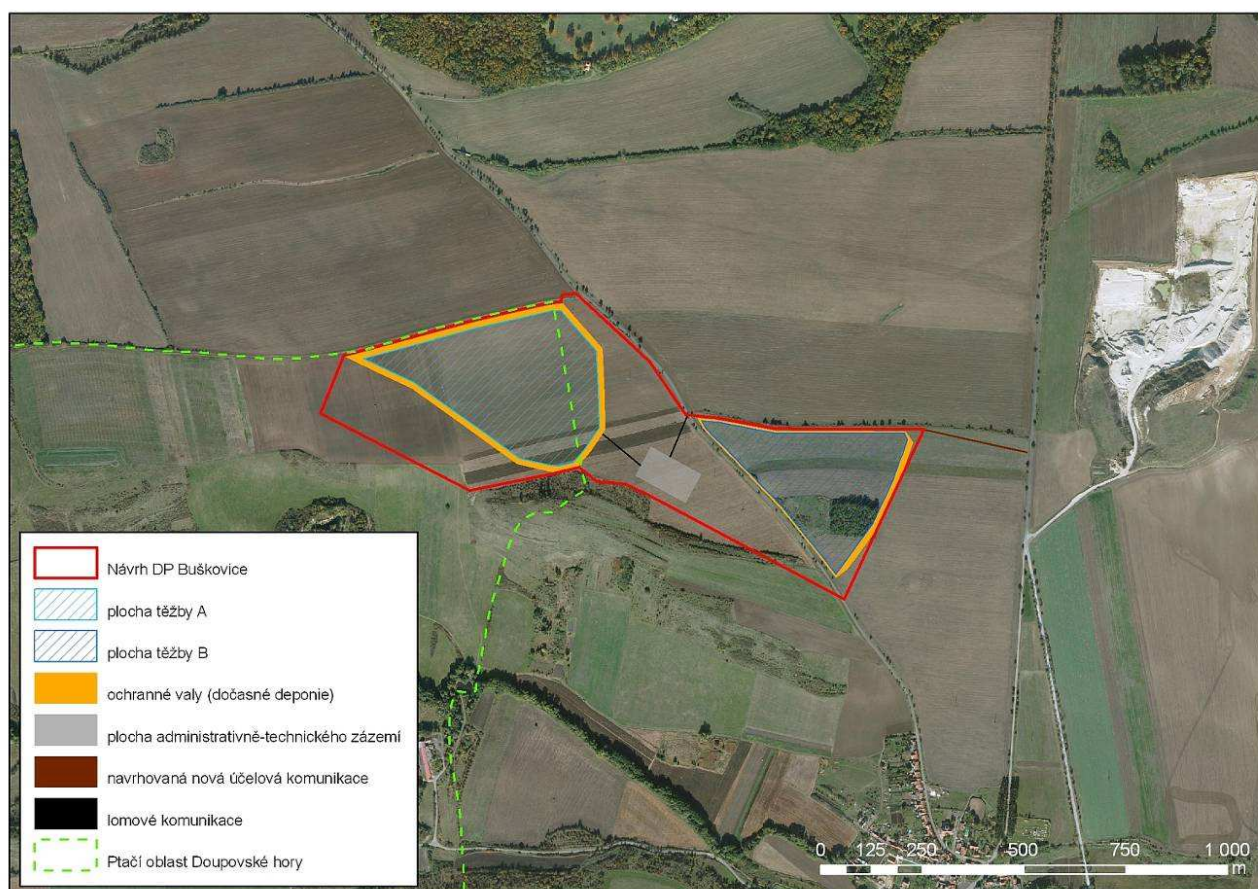 Návrh DP Buškovice
plocha těžby A
plocha těžby B
ochranné valy (dočasné deponie)
plocha administrativně-technického zázemí
navrhovaná nová účelová komunikace
lomové komunikace
Ptačí oblast Doupovské hory
0 125 250 500 750 1 000
m